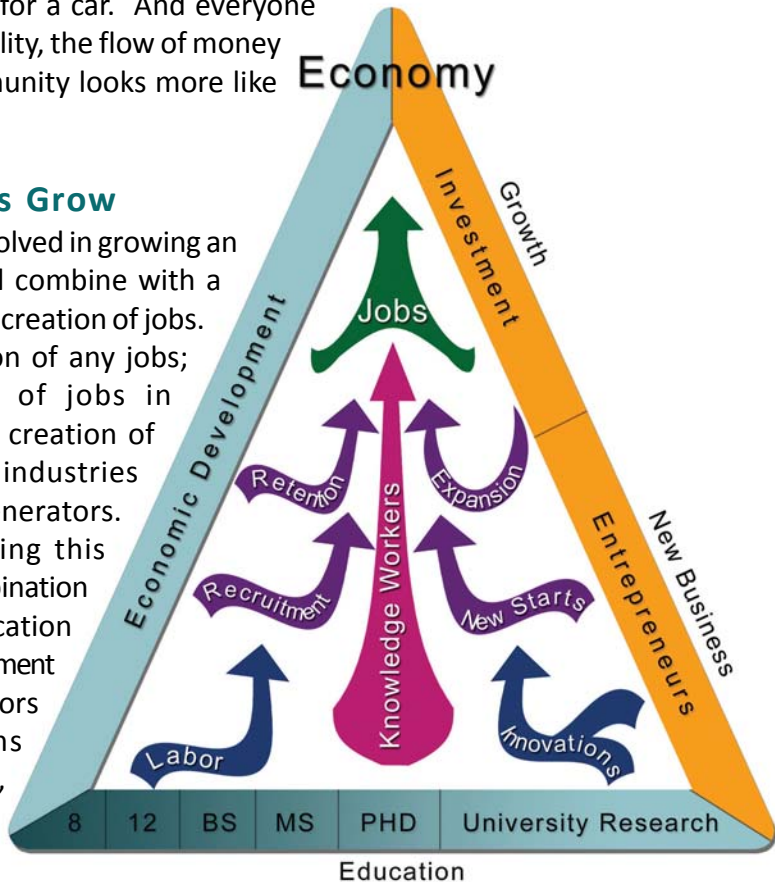 for a car.  And everyone
ility, the flow of money
munity looks more like
s Grow
olved in growing an
d combine with a
creation of jobs.
on of any jobs;
of jobs in
creation of
industries
nerators.
ing this
bination
cation
ment
ors
ns
,
Economy
Investment
Growth
Jobs
Economic Development
Retention
Expansion
Knowledge Workers
Recruitment
New Starts
Entrepreneurs
New Business
Labor
Innovations
8
12
BS
MS
PHD
University Research
Education